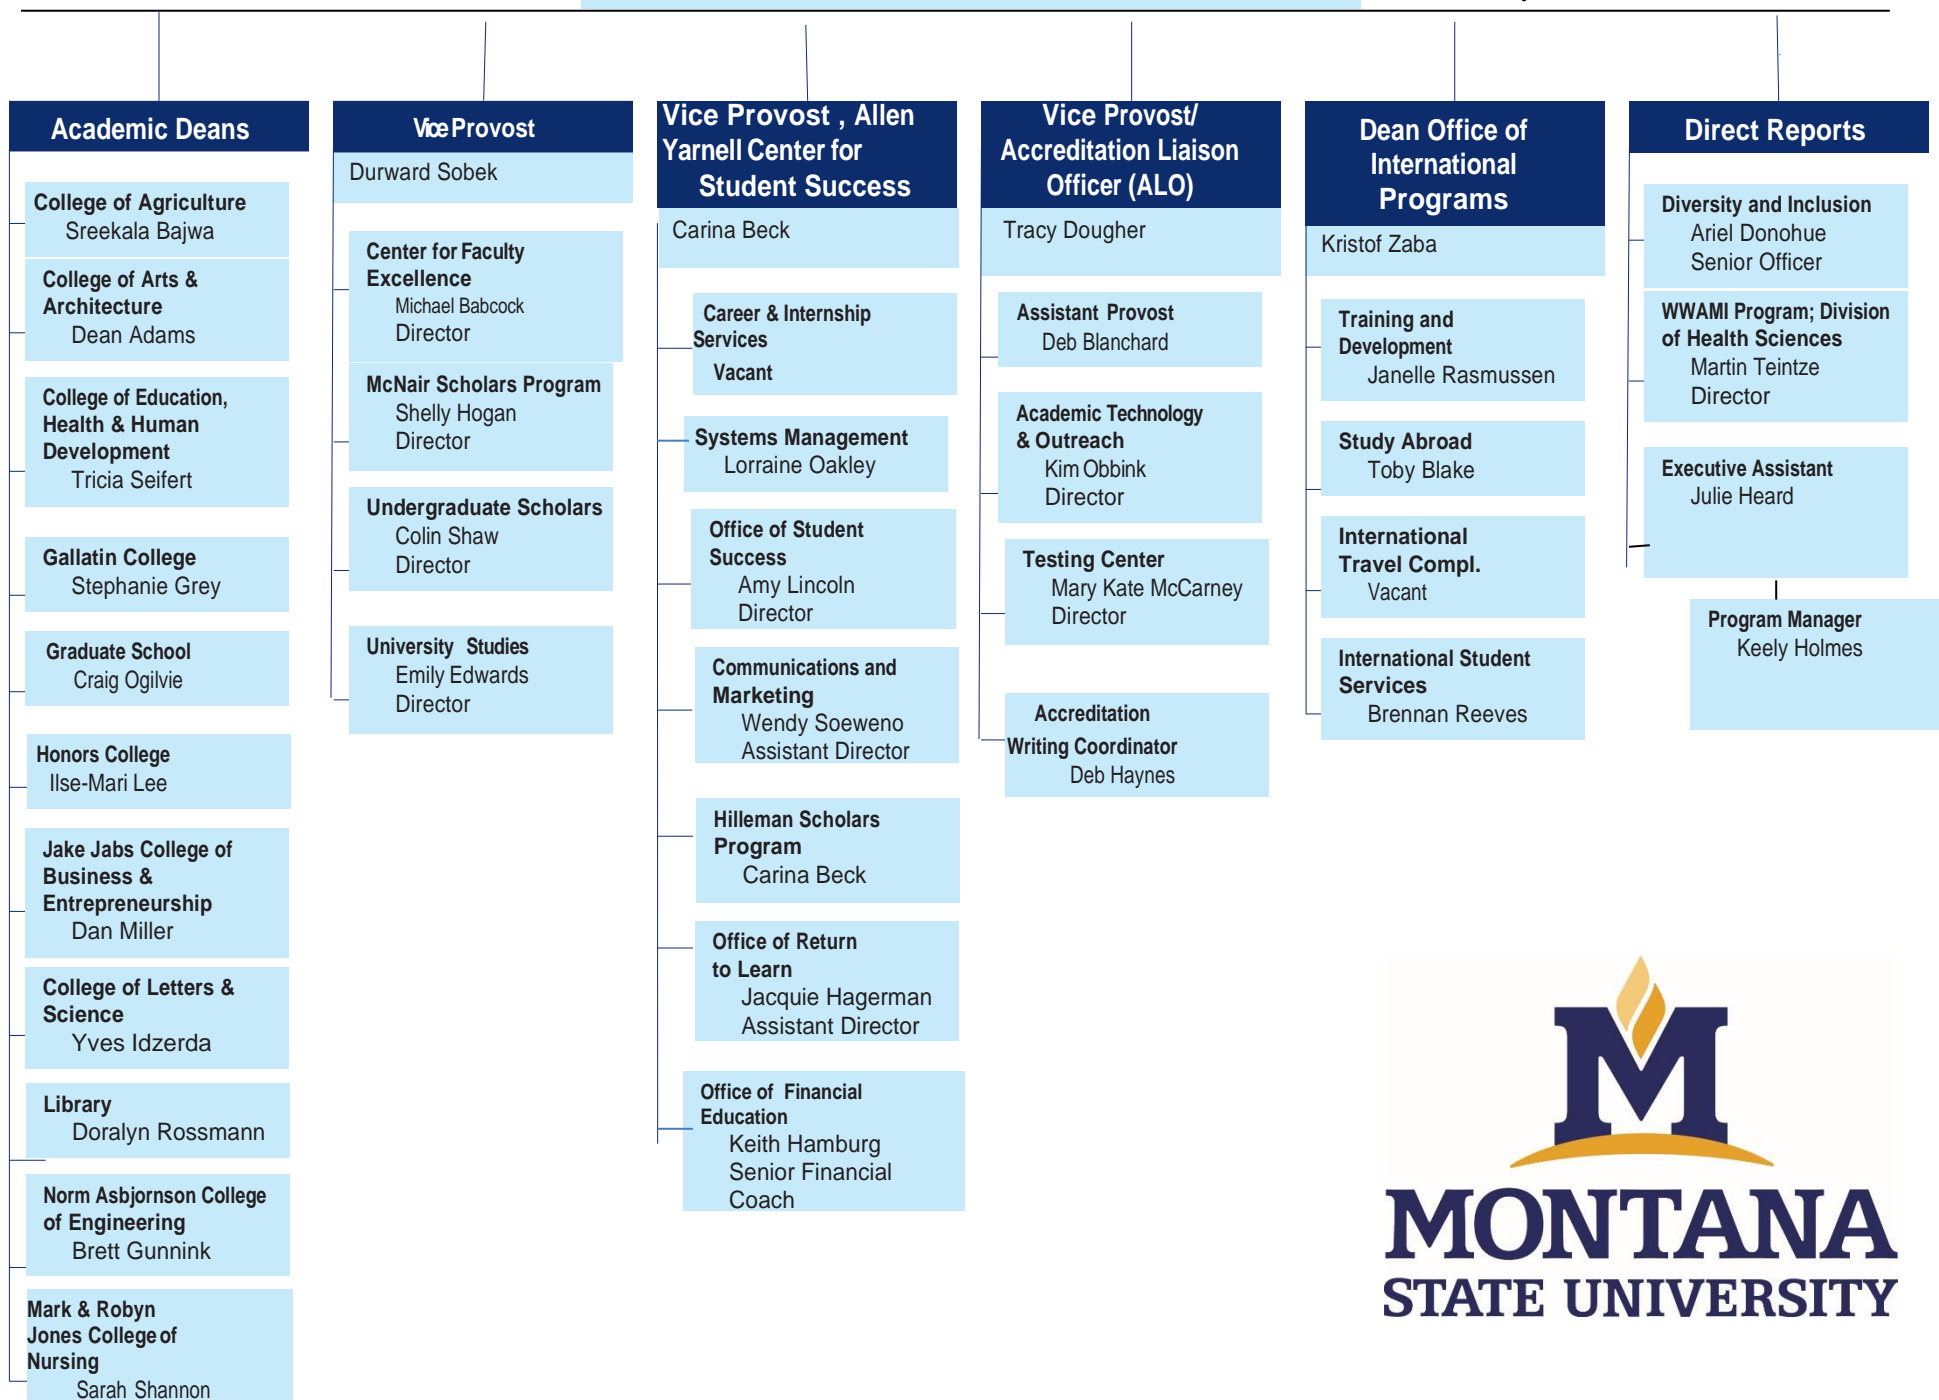 Academic Deans
College of Agriculture
Sreekala Bajwa
College of Arts &
Architecture
Dean Adams
College of Education,
Health & Human
Development
Tricia Seifert
Gallatin College
Stephanie Grey
Graduate School
Craig Ogilvie
Honors College
Ilse-Mari Lee
Jake Jabs College of
Business &
Entrepreneurship
Dan Miller
College of Letters &
Science
Yves Idzerda
Library
Doralyn Rossmann
Norm Asbjornson College
of Engineering
Brett Gunnink
Mark & Robyn
Jones College of
Nursing
Sarah Shannon
Vice Provost
Durward Sobek
Center for Faculty
Excellence
Michael Babcock
Director
McNair Scholars Program
Shelly Hogan
Director
Undergraduate Scholars
Colin Shaw
Director
University Studies
Emily Edwards
Director
Vice Provost , Allen
Yarnell Center for
Student Success
Carina Beck
Career & Internship
Services
Vacant
Systems Management
Lorraine Oakley
Office of Student
Success
Amy Lincoln
Director
Communications and
Marketing
Wendy Soeweno
Assistant Director
Hilleman Scholars
Program
Carina Beck
Office of Return
to Learn
Jacquie Hagerman
Assistant Director
Office of Financial
Education
Keith Hamburg
Senior Financial
Coach
Vice Provost/
Accreditation Liaison
Officer (ALO)
Tracy Dougher
Assistant Provost
Deb Blanchard
Academic Technology
& Outreach
Kim Obbink
Director
Testing Center
Mary Kate McCarney
Director
Accreditation
Writing Coordinator
Deb Haynes
Dean Office of
International
Programs
Kristof Zaba
Training and
Development
Janelle Rasmussen
Study Abroad
Toby Blake
International
Travel Compl.
Vacant
International Student
Services
Brennan Reeves
Direct Reports
Diversity and Inclusion
Ariel Donohue
Senior Officer
WWAMI Program; Division
of Health Sciences
Martin Teintze
Director
Executive Assistant
Julie Heard
Program Manager
Keely Holmes
M
MONTANA
STATE UNIVERSITY